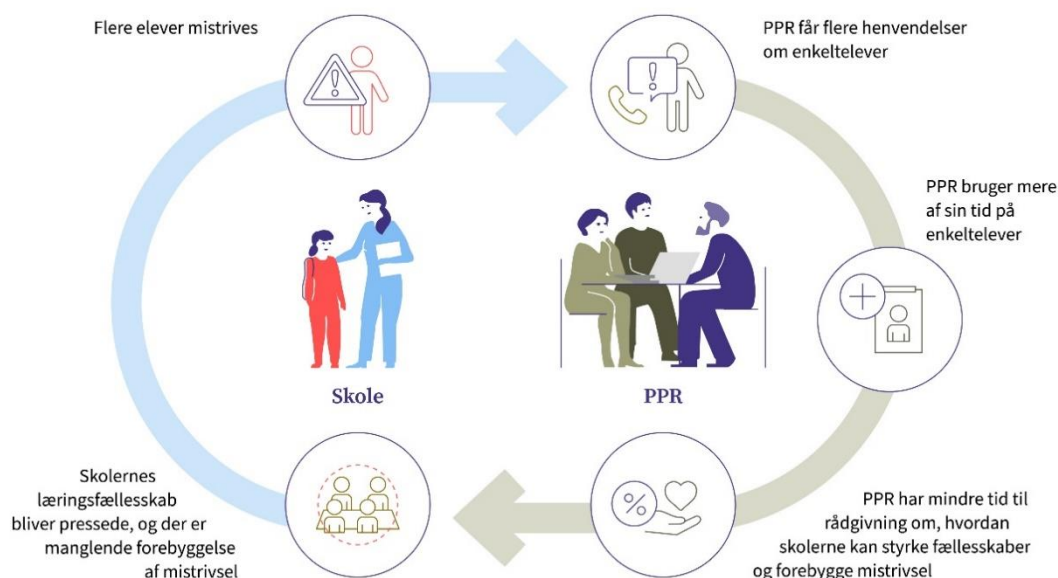 Flere elever mistrives
PPR får flere henvendelser
om enkeltelever
PPR bruger mere
af sin tid på
enkeltelever
Skole
PPR
Skolernes
læringsfællesskab
bliver pressede, og der er
manglende forebyggelse
af mistrivsel
PPR har mindre tid til
rådgivning om, hvordan
skolerne kan styrke fællesskaber
og forebygge mistrivsel